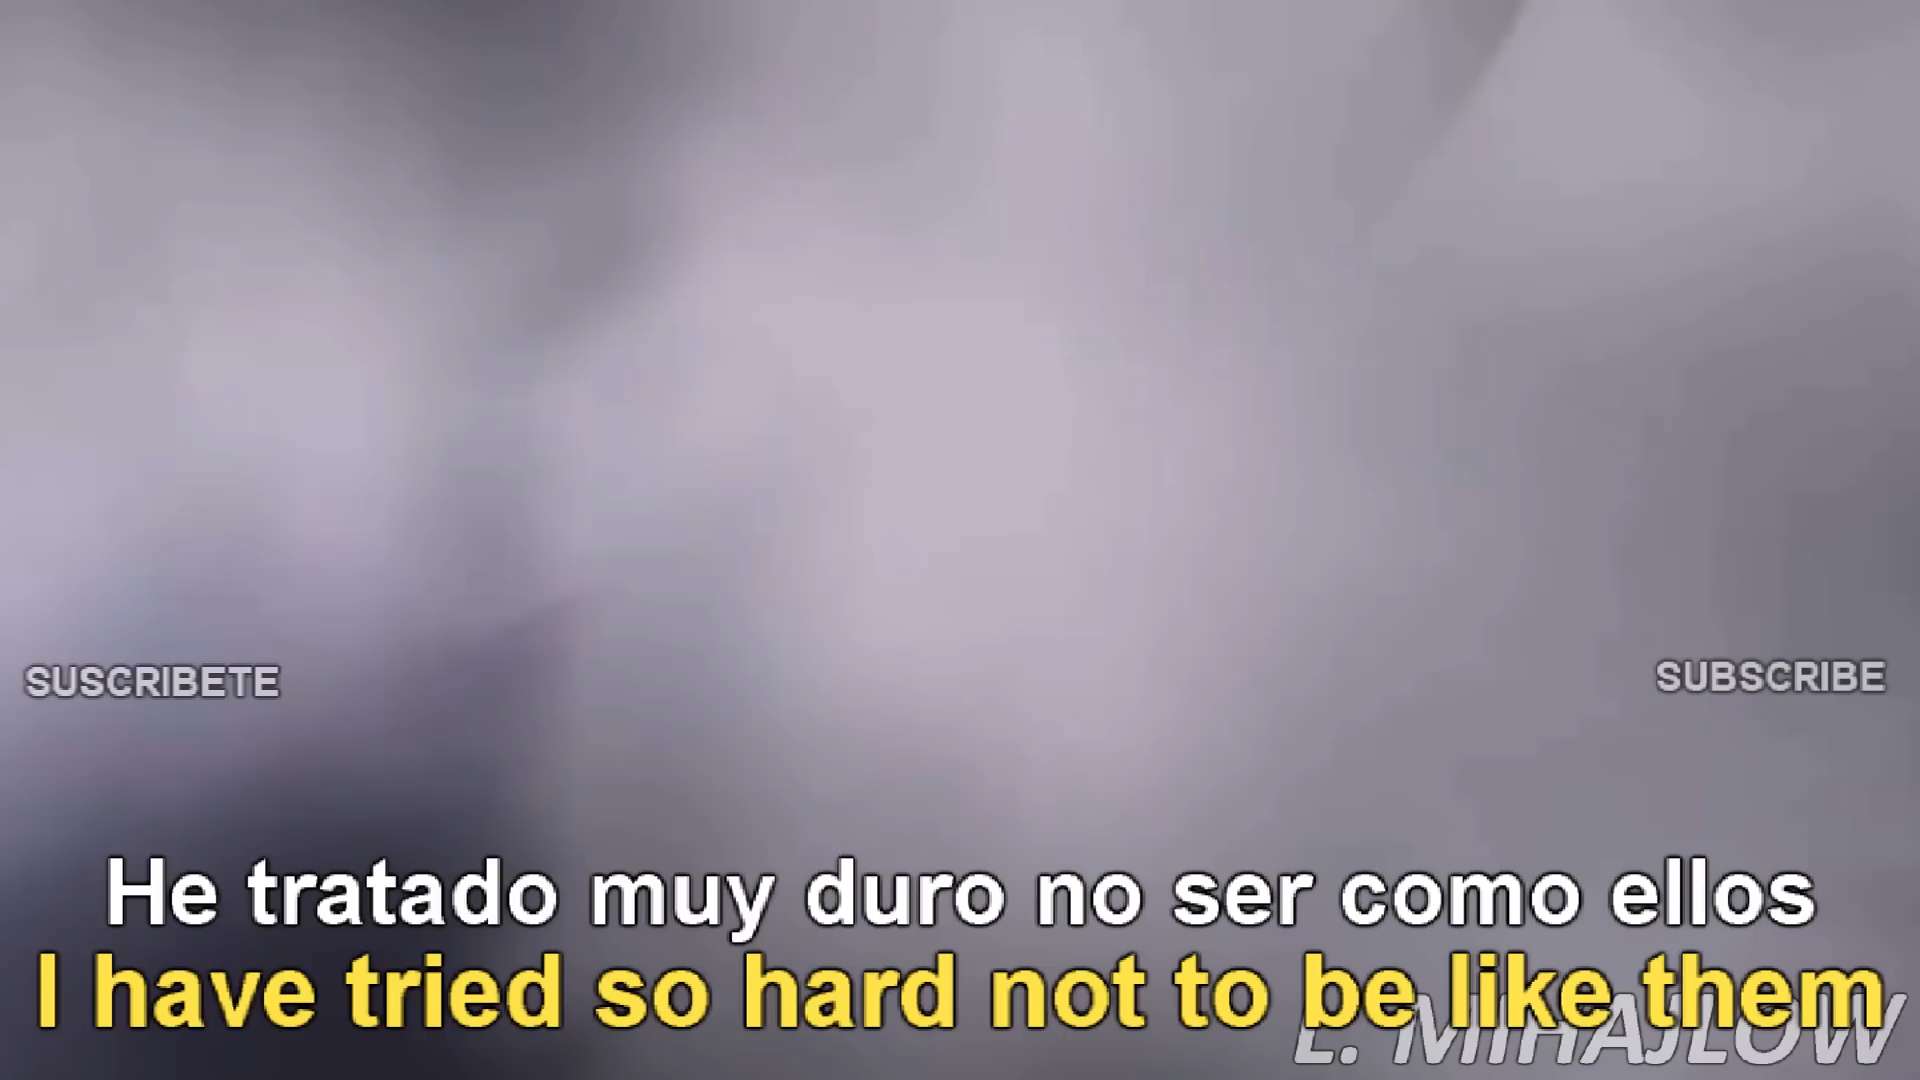 SUSCRIBETE
SUBSCRIBE
He tratado muy duro no ser como ellos
I have tried so hard not to be like them
L. MIHAJLOW